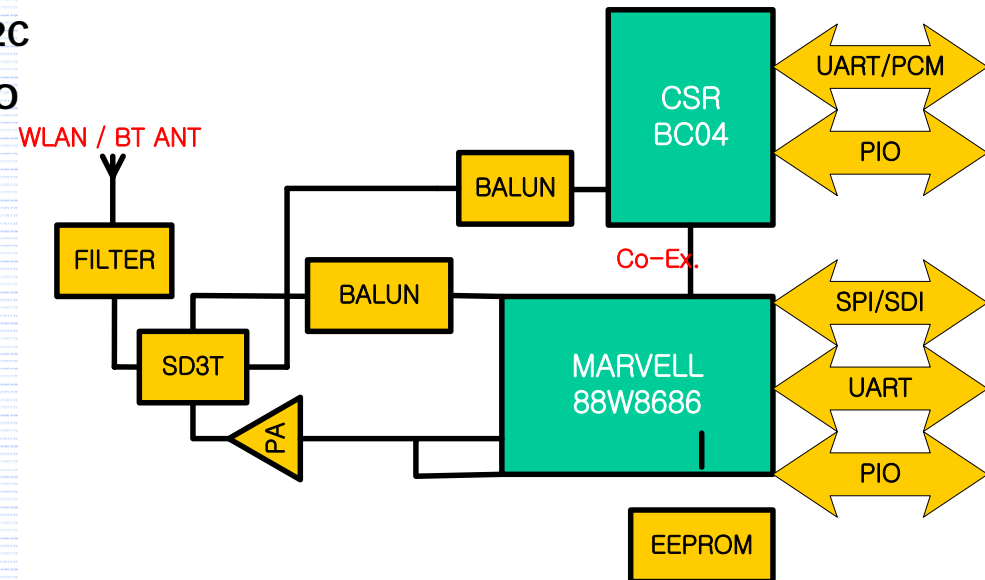 2C
O
WLAN / BT ANT
CSR
BC04
UART/PCM
PIO
BALUN
FILTER
Co-Ex.
BALUN
SPI/SDI
SD3T
MARVELL
88W8686
UART
PA
PIO
EEPROM